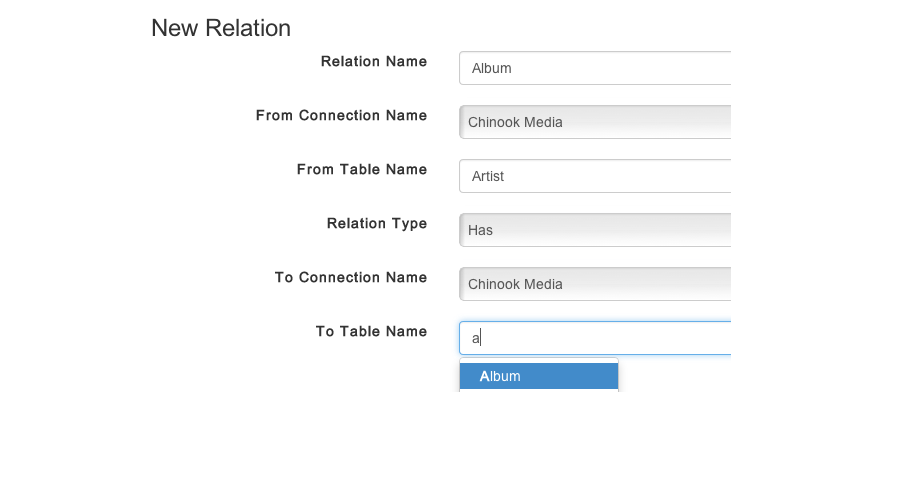 New Relation
Relation Name Album
From Connection Name Chinook Media
From Table Name Artist
Relation Type Has
To Connection Name Chinook Media
To Table Name a
Album